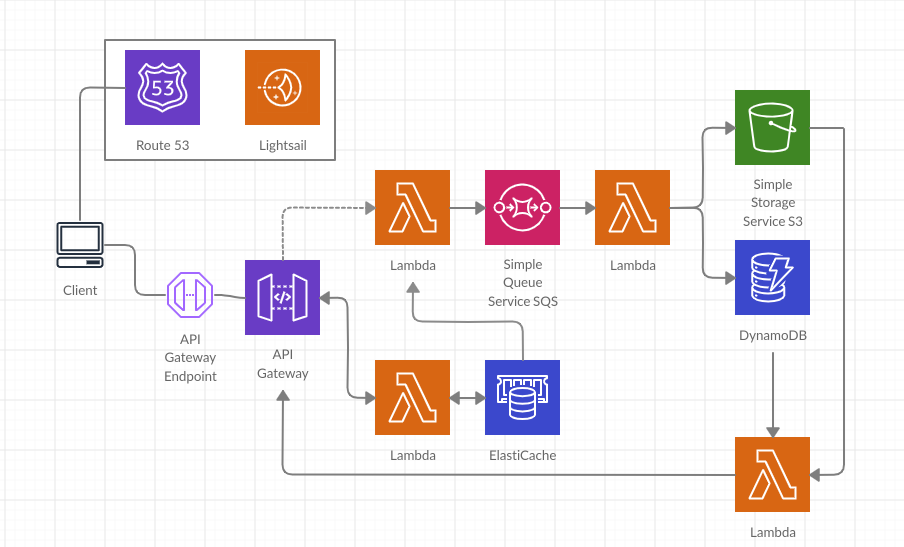 53
Route 53
Lightsail
Client
API
Gateway
Endpoint
</>
API
Gateway
Lambda
Simple
Queue
Service SQS
Lambda
Simple
Storage
Service S3
DynamoDB
Lambda
ElastiCache
Lambda